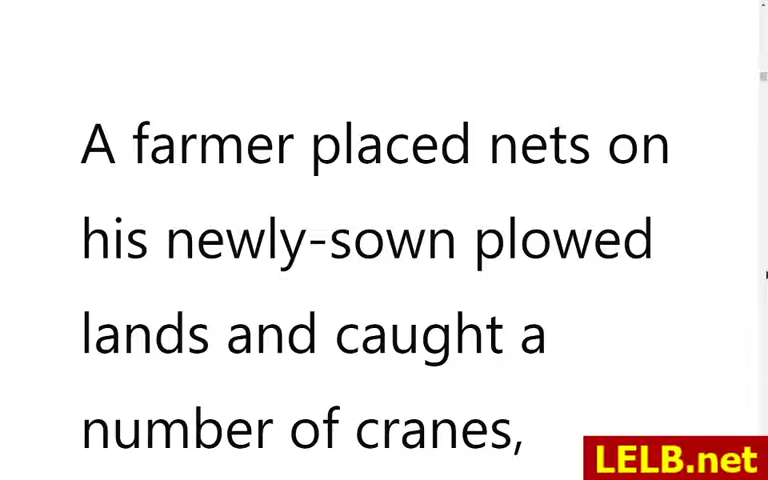 A farmer placed nets on
his newly-sown plowed
lands and caught a
number of cranes,
LELB.net